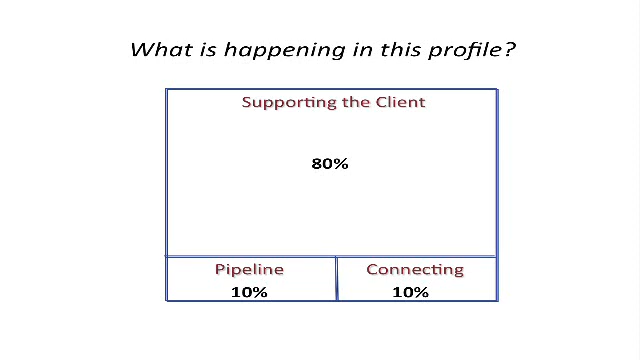 What is happening in this profile?
Supporting the Client
80%
Pipeline Connecting
10% 10%